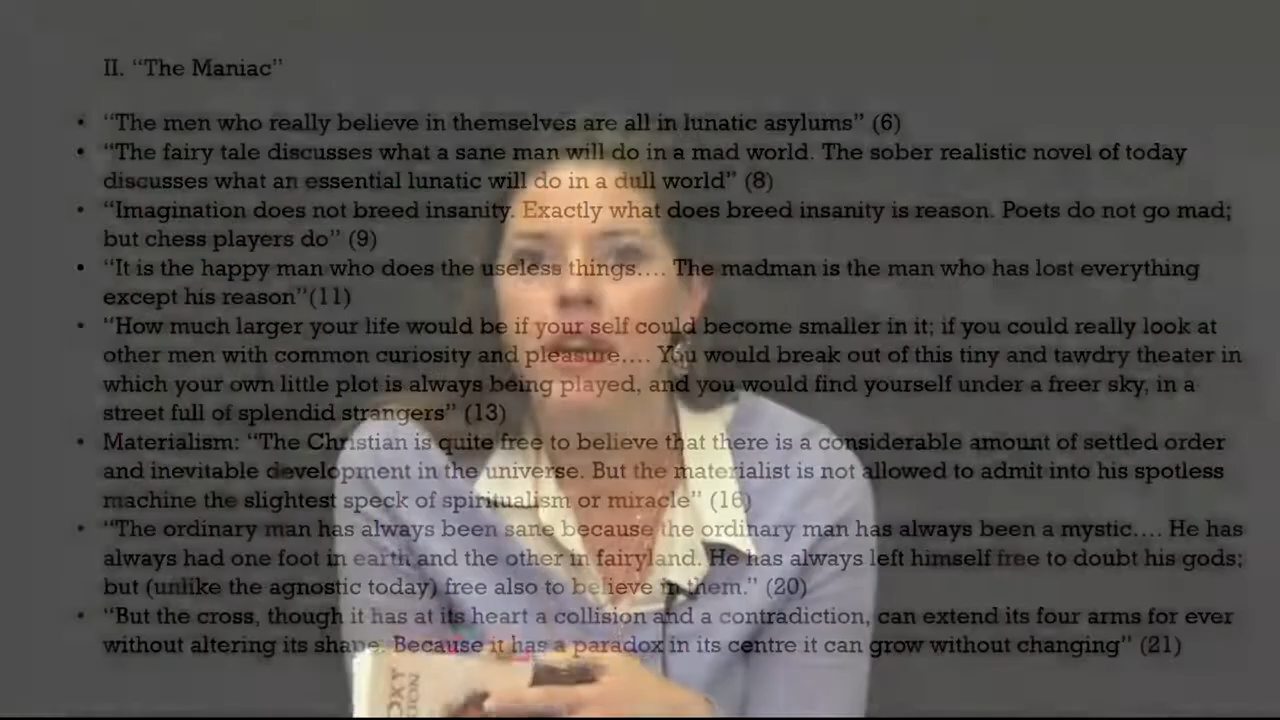 II. “The Maniac”
• “The men who really believe in themselves are all in lunatic asylums” (6)
• “The fairy tale discusses what a sane man will do in a mad world. The sober realistic novel of today
discusses what an essential lunatic will do in a dull world” (8)
• “Imagination does not breed insanity. Exactly what does breed insanity is reason. Poets do not go mad;
but chess players do” (9)
• “It is the happy man who does the useless things.... The madman is the man who has lost everything
except his reason”(11)
• “How much larger your life would be if your self could become smaller in it; if you could really look at
other men with common curiosity and pleasure.... You would break out of this tiny and tawdry theater in
which your own little plot is always being played, and you would find yourself under a freer sky, in a
street full of splendid strangers” (13)
• Materialism: “The Christian is quite free to believe that there is a considerable amount of settled order
and inevitable development in the universe. But the materialist is not allowed to admit into his spotless
machine the slightest speck of spiritualism or miracle” (16)
• “The ordinary man has always been sane because the ordinary man has always been a mystic.... He has
always had one foot in earth and the other in fairyland. He has always left himself free to doubt his gods;
but (unlike the agnostic today) free also to believe in them.” (20)
• “But the cross, though it has at its heart a collision and a contradiction, can extend its four arms for ever
without altering its shape. Because it has a paradox in its centre it can grow without changing” (21)